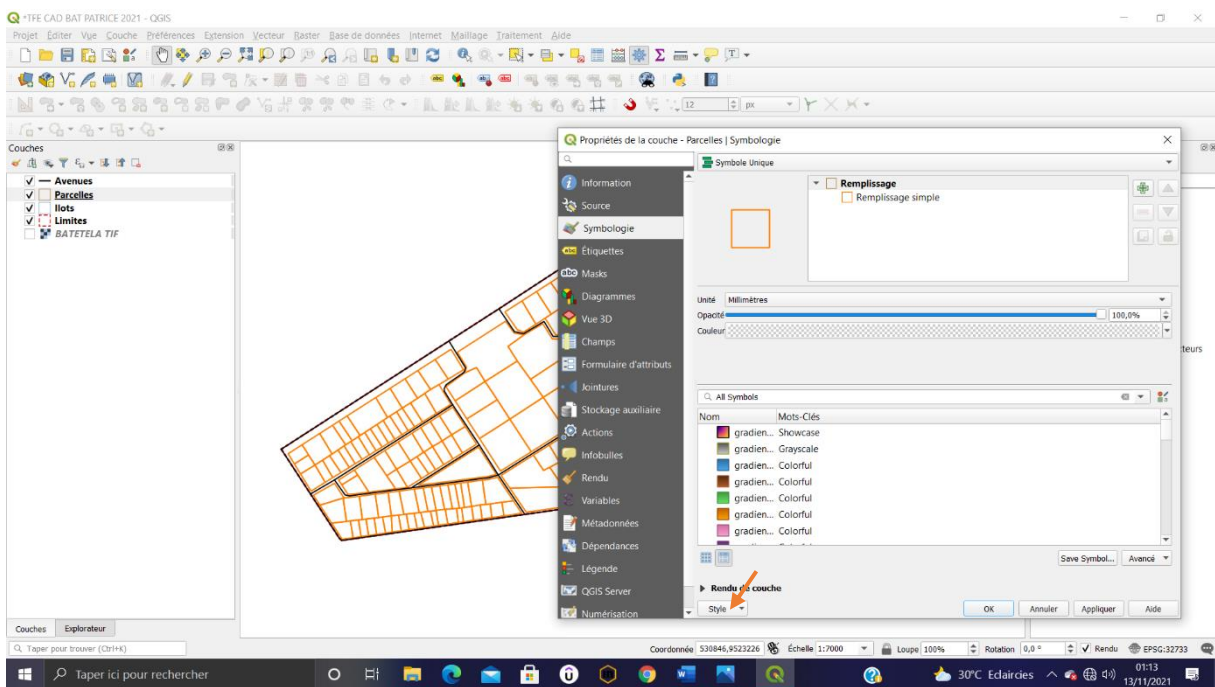 *TFE CAD BAT PATRICE 2021 - QGIS
Projet Éditer Vue Couche Préférences Extension Vecteur Raster Base de données Internet Maillage Traitement Aide
12 px
Couches
Avenues
Parcelles
Ilots
Limites
BATETELA TIF
Propriétés de la couche - Parcelles | Symbologie
Information
Source
Symbologie
Étiquettes
Masks
Diagrammes
Vue 3D
Champs
Formulaire d'attributs
Jointures
Stockage auxiliaire
Actions
Infobulles
Rendu
Variables
Métadonnées
Dépendances
Légende
QGIS Server
Numérisation
Symbole Unique
Remplissage
Remplissage simple
Unité Millimètres
Opacité 100,0%
Couleur
All Symbols
Nom Mots-Clés
gradien... Showcase
gradien... Grayscale
gradien... Colorful
gradien... Colorful
gradien... Colorful
gradien... Colorful
gradien... Colorful
Save Symbol... Avancé
Rendu de couche
Style OK Annuler Appliquer Aide
teurs
Couches Explorateur
Taper pour trouver (Ctrl+K) Coordonnée 530846,9523226 Échelle 1:7000 Loupe 100% Rotation 0,0 ° Rendu EPSG:32733
Taper ici pour rechercher 30°C Eclaircies 01:13
13/11/2021